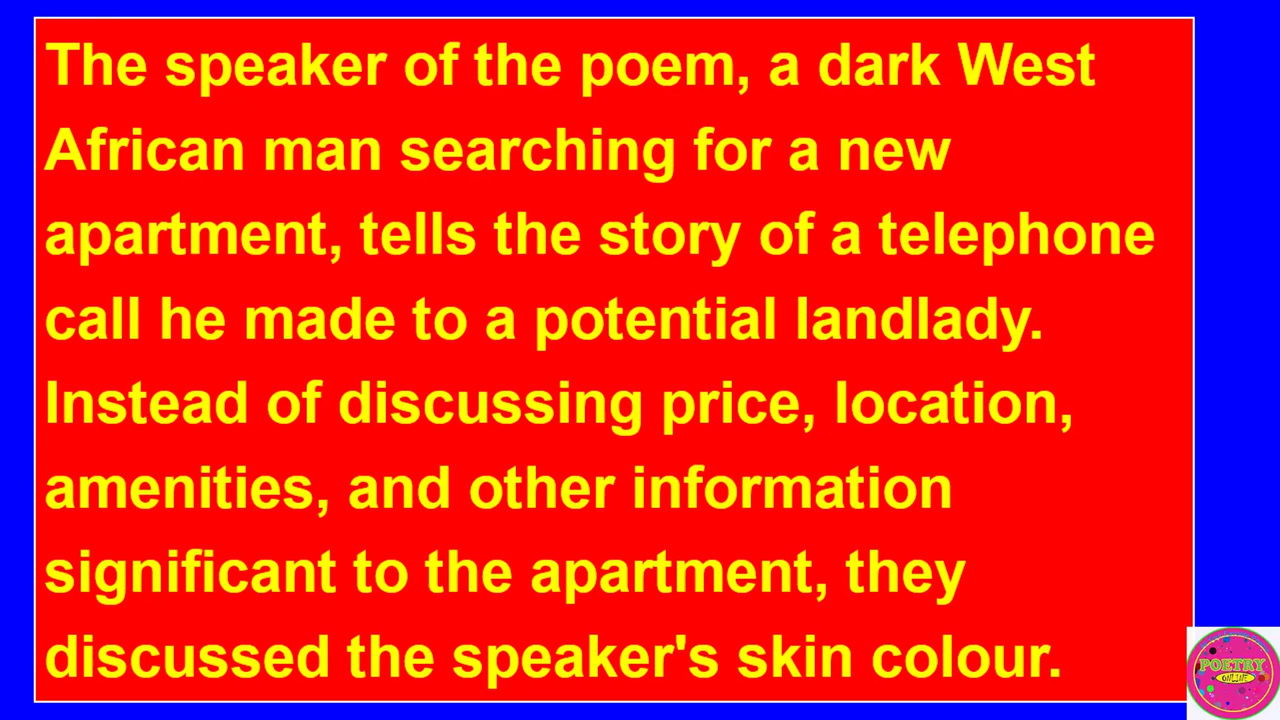 The speaker of the poem, a dark West
African man searching for a new
apartment, tells the story of a telephone
call he made to a potential landlady.
Instead of discussing price, location,
amenities, and other information
significant to the apartment, they
discussed the speaker's skin colour.
POETRY
ONLINE